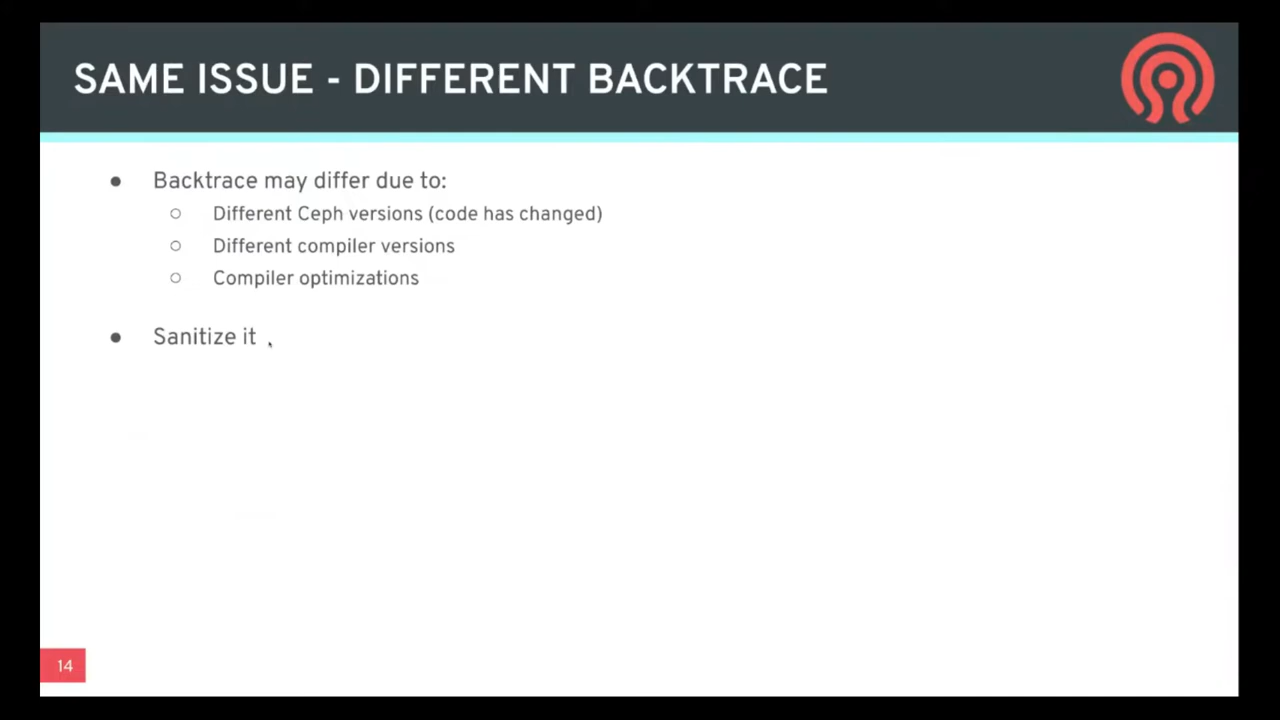 SAME ISSUE - DIFFERENT BACKTRACE
● Backtrace may differ due to:
○ Different Ceph versions (code has changed)
○ Different compiler versions
○ Compiler optimizations
● Sanitize it
14